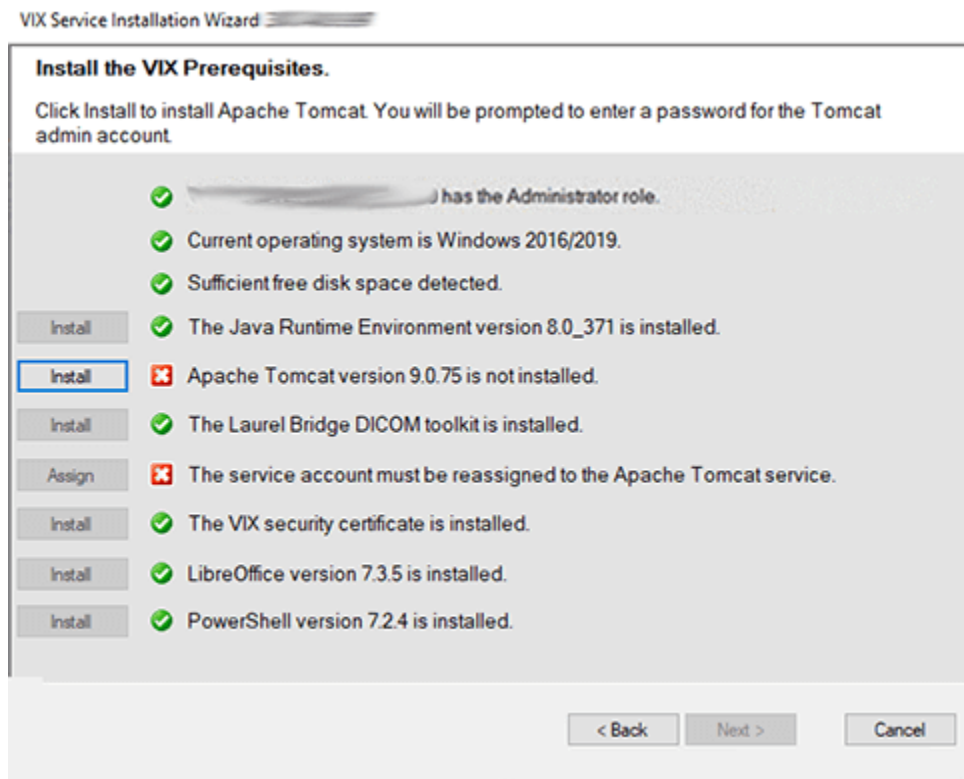 VIX Service Installation Wizard
Install the VIX Prerequisites.
Click Install to install Apache Tomcat. You will be prompted to enter a password for the Tomcat
admin account.
has the Administrator role.
Current operating system is Windows 2016/2019.
Sufficient free disk space detected.
Install The Java Runtime Environment version 8.0_371 is installed.
Install Apache Tomcat version 9.0.75 is not installed.
Install The Laurel Bridge DICOM toolkit is installed.
Assign The service account must be reassigned to the Apache Tomcat service.
Install The VIX security certificate is installed.
Install LibreOffice version 7.3.5 is installed.
Install PowerShell version 7.2.4 is installed.
< Back Next > Cancel